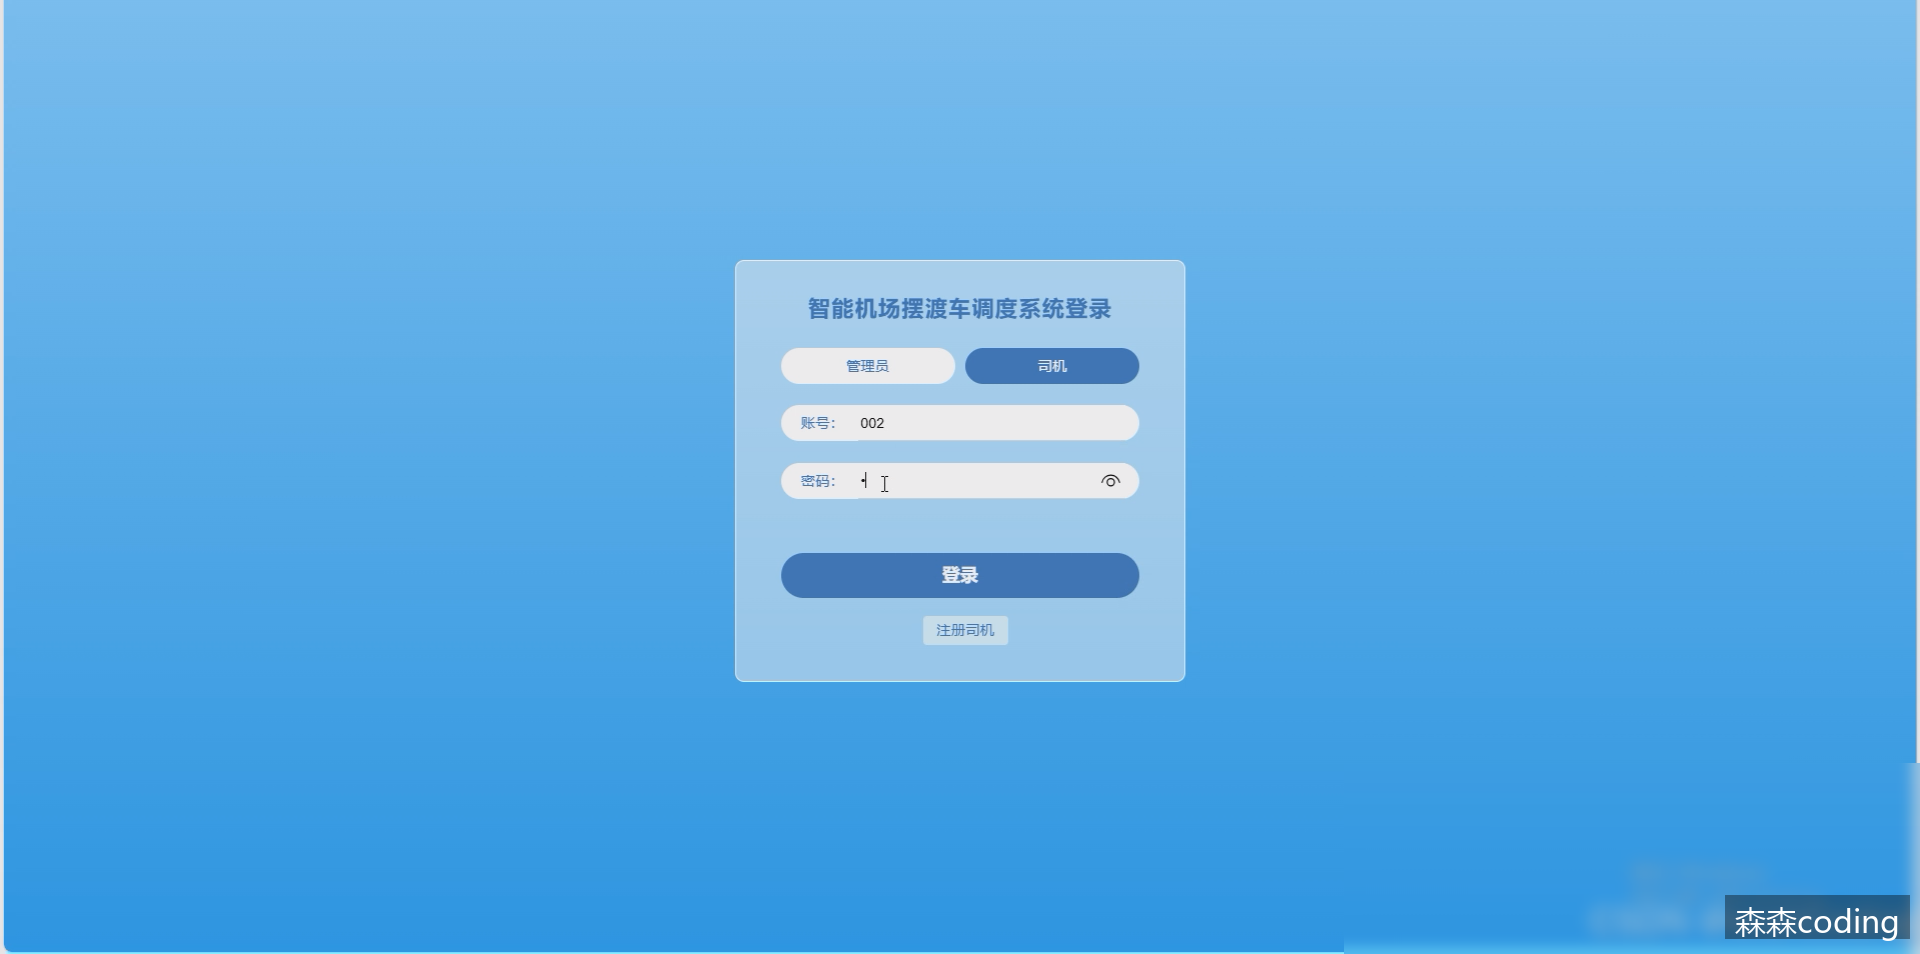 智能机场摆渡车调度系统登录
管理员 司机
账号： 002
密码： •
登录
注册司机
森森coding